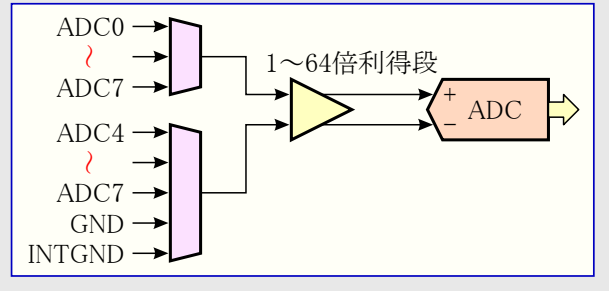 ADC0
～
ADC7
1～64倍利得段
+
ADC
−
ADC4
～
ADC7
GND
INTGND